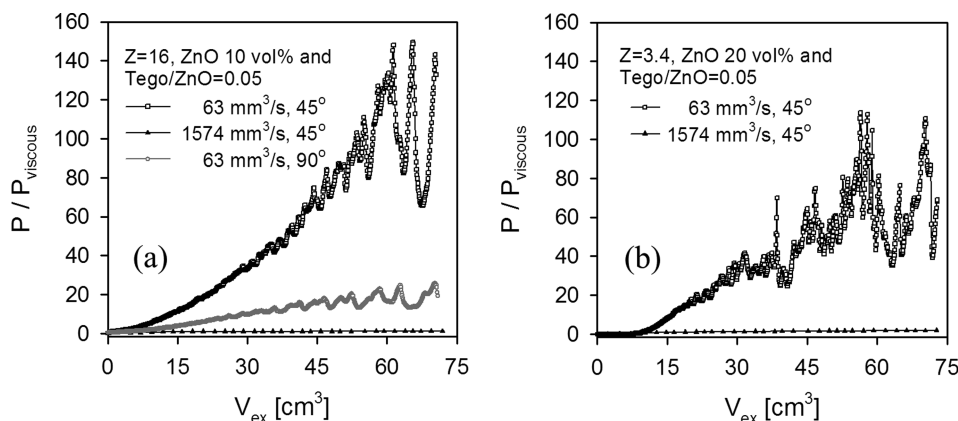 160
140
120
100
80
60
40
20
0
P / P_viscous
Z=16, ZnO 10 vol% and
Tego/ZnO=0.05
63 mm³/s, 45°
1574 mm³/s, 45°
63 mm³/s, 90°
(a)
0 15 30 45 60 75
V_ex [cm³]
160
140
120
100
80
60
40
20
0
P / P_viscous
Z=3.4, ZnO 20 vol% and
Tego/ZnO=0.05
63 mm³/s, 45°
1574 mm³/s, 45°
(b)
0 15 30 45 60 75
V_ex [cm³]